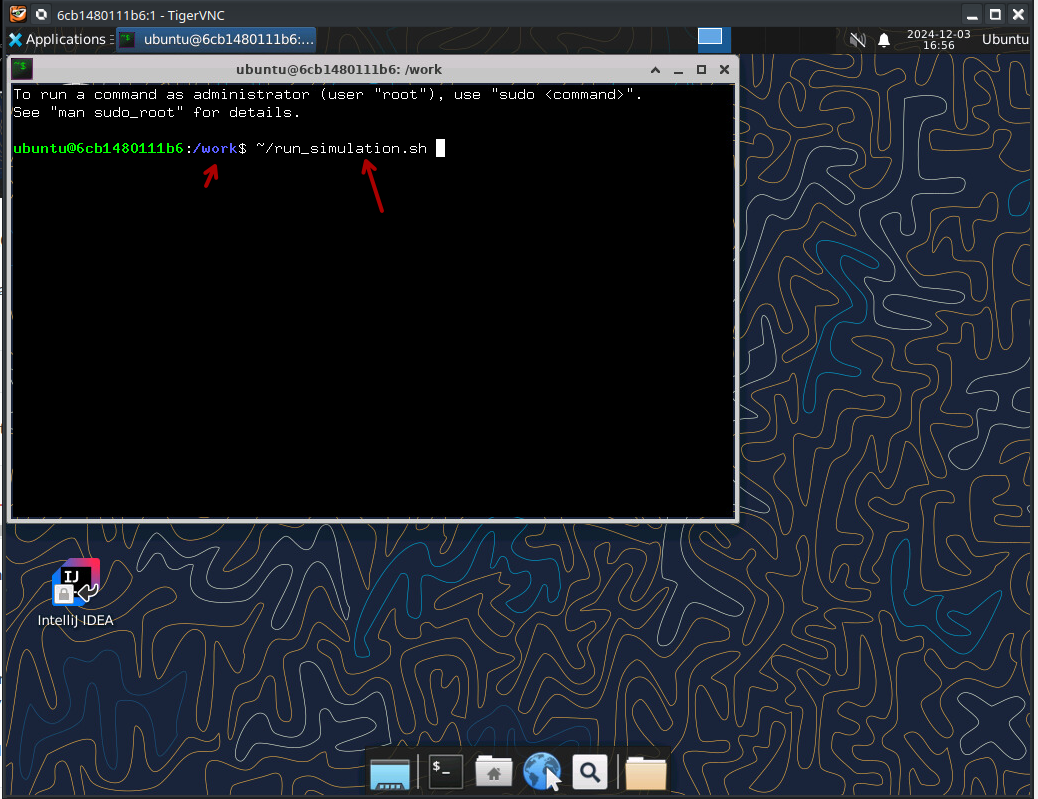 6cb1480111b6:1 - TigerVNC
Applications
ubuntu@6cb1480111b6:...
2024-12-03
16:56
Ubuntu
ubuntu@6cb1480111b6: /work
To run a command as administrator (user "root"), use "sudo <command>".
See "man sudo_root" for details.
ubuntu@6cb1480111b6:/work$ ~/run_simulation.sh
IJ
IntelliJ IDEA
$_